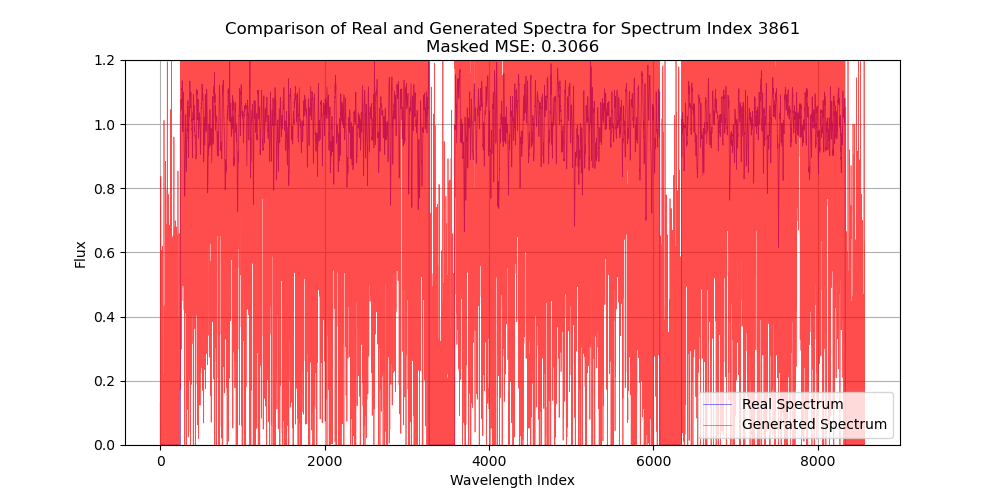 Comparison of Real and Generated Spectra for Spectrum Index 3861
Masked MSE: 0.3066
1.2
1.0
0.8
0.6
0.4
0.2
0.0
Flux
Real Spectrum
Generated Spectrum
0 2000 4000 6000 8000
Wavelength Index